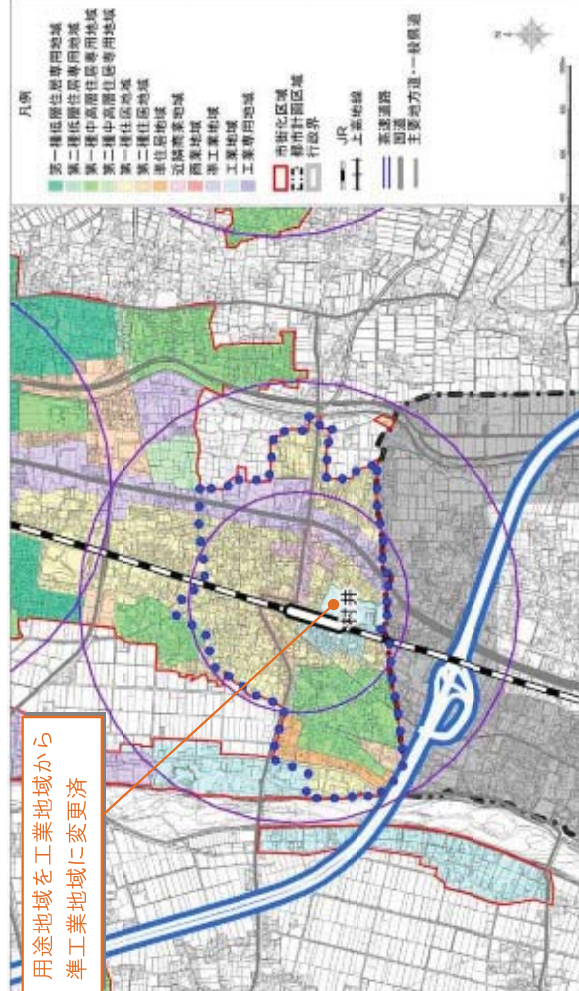 用途地域を工業地域から
準工業地域に変更済
村井
凡例
第一種低層住居専用地域
第二種低層住居専用地域
第一種中高層住居専用地域
第二種中高層住居専用地域
第一種住居地域
第二種住居地域
準住居地域
近隣商業地域
商業地域
準工業地域
工業地域
工業専用地域
市街化区域
都市計画区域
行政界
JR
上高地線
高速道路
国道
主要地方道・一般県道